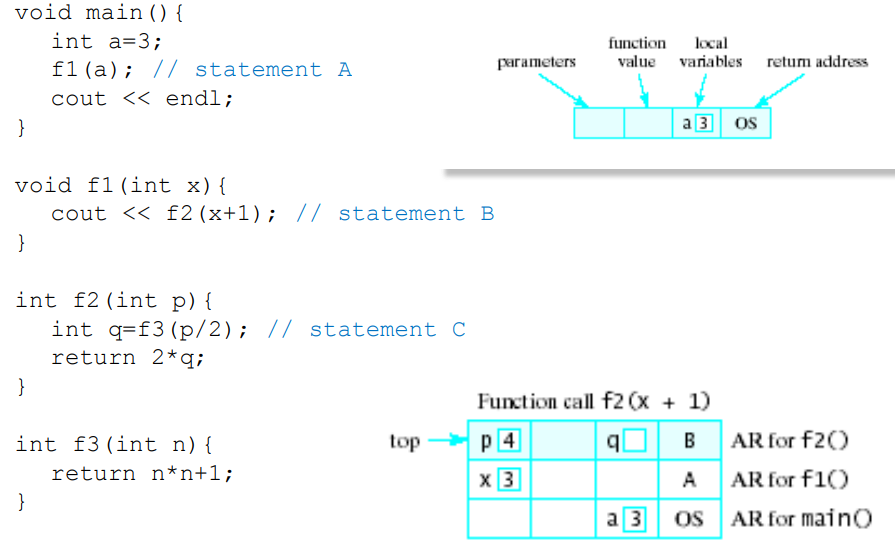 void main(){
int a=3;
f1(a); // statement A
cout << endl;
}
void f1(int x){
cout << f2(x+1); // statement B
}
int f2(int p){
int q=f3(p/2); // statement C
return 2*q;
}
int f3(int n){
return n*n+1;
}
parameters function value local variables return address
a 3 OS
Function call f2(x + 1)
top p 4 q B AR for f2()
x 3 A AR for f1()
a 3 OS AR for main()